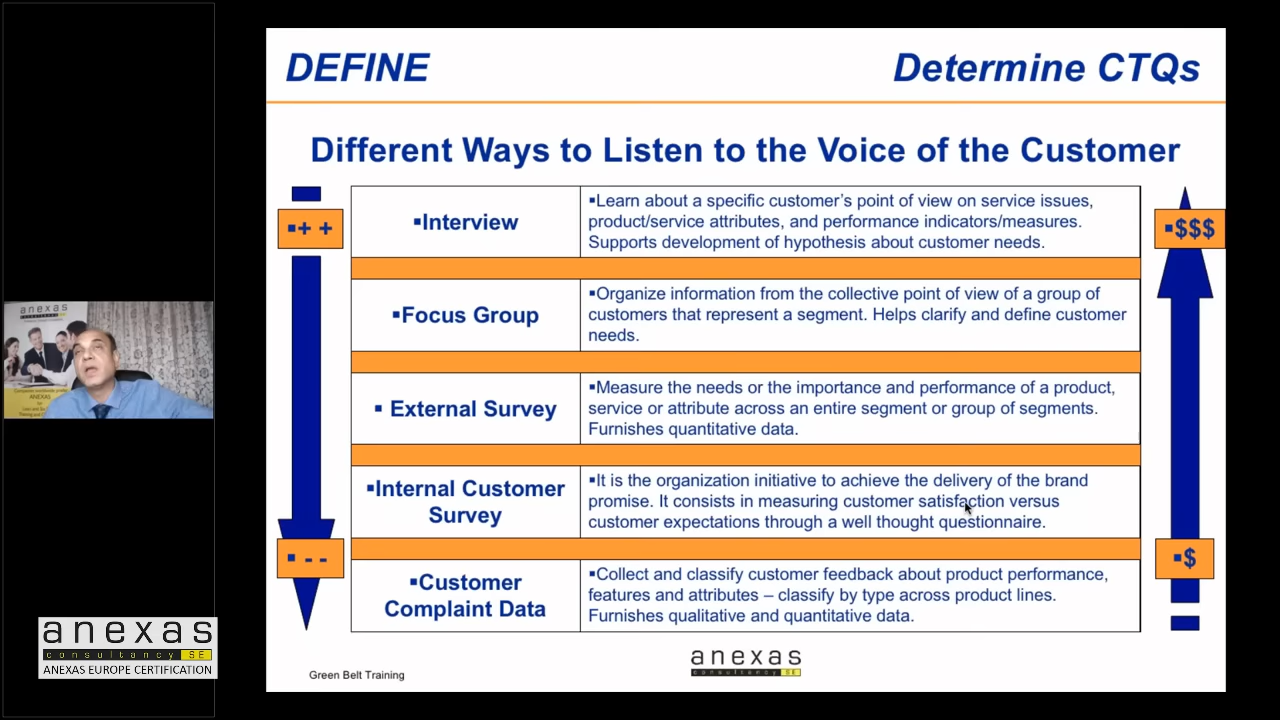 DEFINE
Determine CTQs
Different Ways to Listen to the Voice of the Customer
▪+ +
▪$$$
▪Interview
▪Learn about a specific customer’s point of view on service issues,
product/service attributes, and performance indicators/measures.
Supports development of hypothesis about customer needs.
▪Focus Group
▪Organize information from the collective point of view of a group of
customers that represent a segment. Helps clarify and define customer
needs.
▪ External Survey
▪Measure the needs or the importance and performance of a product,
service or attribute across an entire segment or group of segments.
Furnishes quantitative data.
▪Internal Customer
Survey
▪It is the organization initiative to achieve the delivery of the brand
promise. It consists in measuring customer satisfaction versus
customer expectations through a well thought questionnaire.
▪ - -
▪$
▪Customer
Complaint Data
▪Collect and classify customer feedback about product performance,
features and attributes – classify by type across product lines.
Furnishes qualitative and quantitative data.
Green Belt Training
anexas
consultancy SE
anexas
ANEXAS
anexas
consultancy SE
ANEXAS EUROPE CERTIFICATION